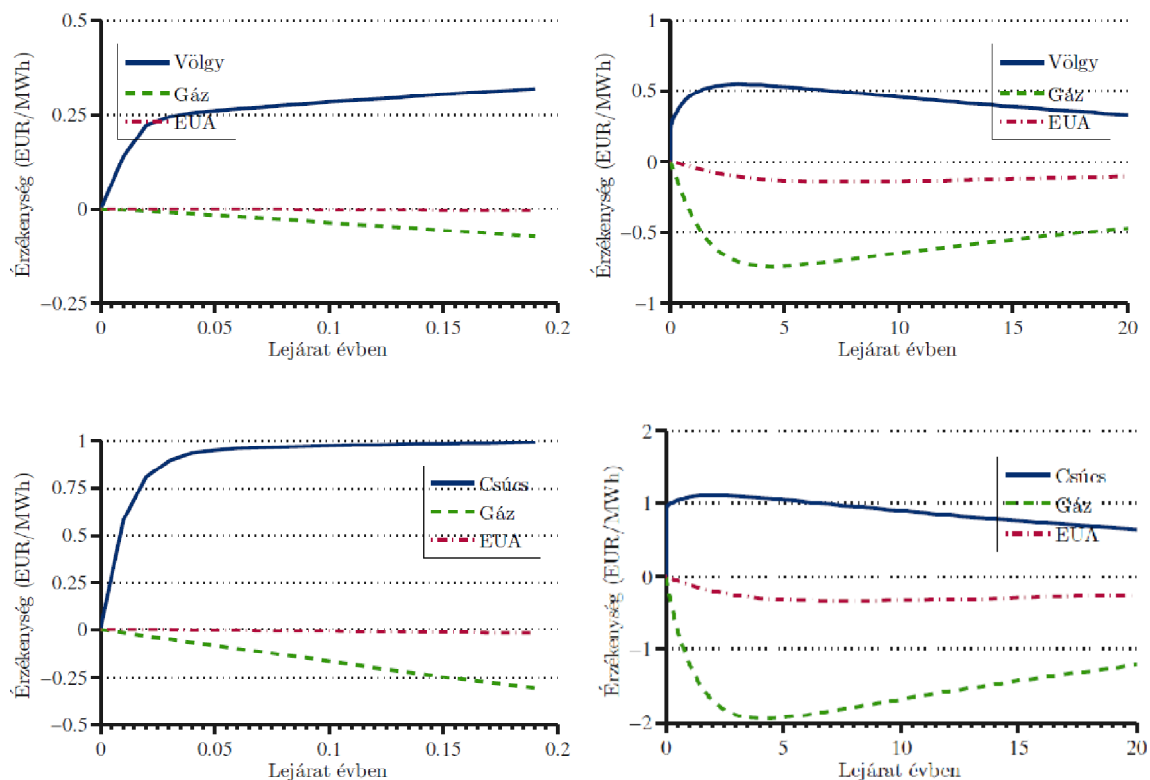 Érzékenység (EUR/MWh)
0.5
0.25
0
−0.25
Völgy
Gáz
EUA
0
0.05
0.1
0.15
0.2
Lejárat évben
Érzékenység (EUR/MWh)
1
0.5
0
−0.5
−1
Völgy
Gáz
EUA
0
5
10
15
20
Lejárat évben
Érzékenység (EUR/MWh)
1
0.75
0.5
0.25
0
−0.25
−0.5
Csúcs
Gáz
EUA
0
0.05
0.1
0.15
0.2
Lejárat évben
Érzékenység (EUR/MWh)
2
1
0
−1
−2
Csúcs
Gáz
EUA
0
5
10
15
20
Lejárat évben